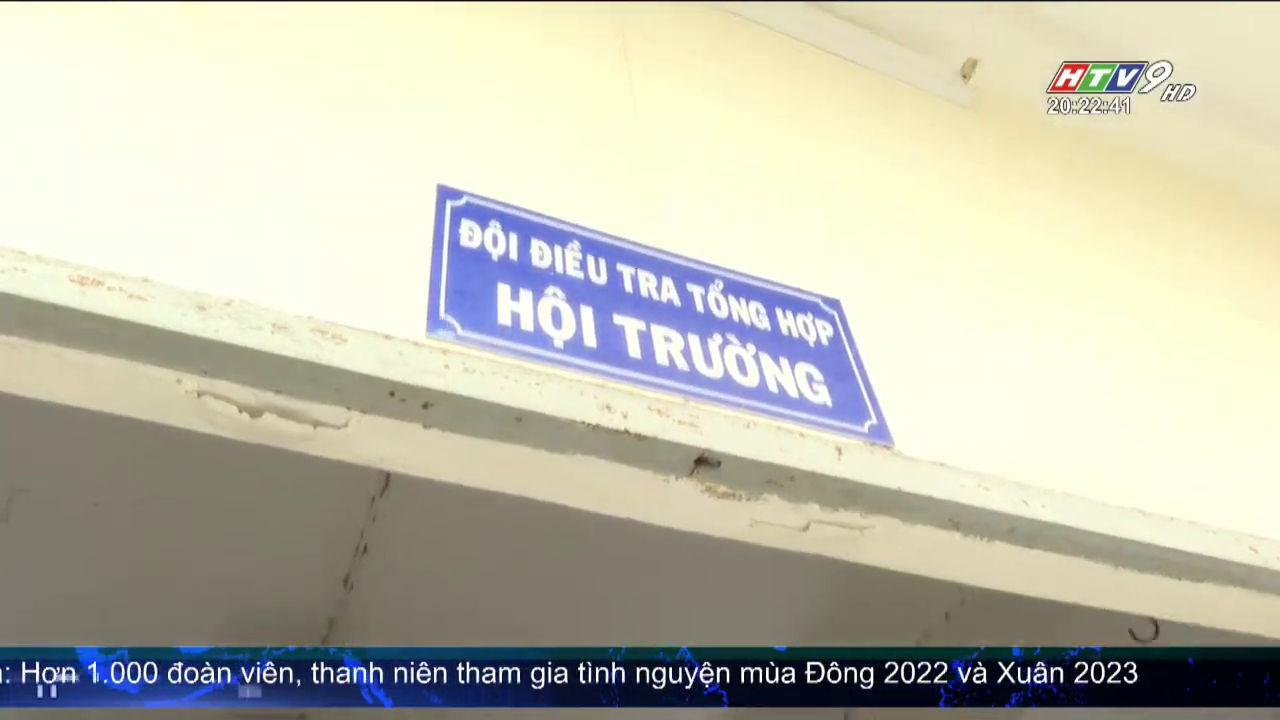 HTV9 HD
20:22:41
ĐỘI ĐIỀU TRA TỔNG HỢP
HỘI TRƯỜNG
: Hơn 1.000 đoàn viên, thanh niên tham gia tình nguyện mùa Đông 2022 và Xuân 2023